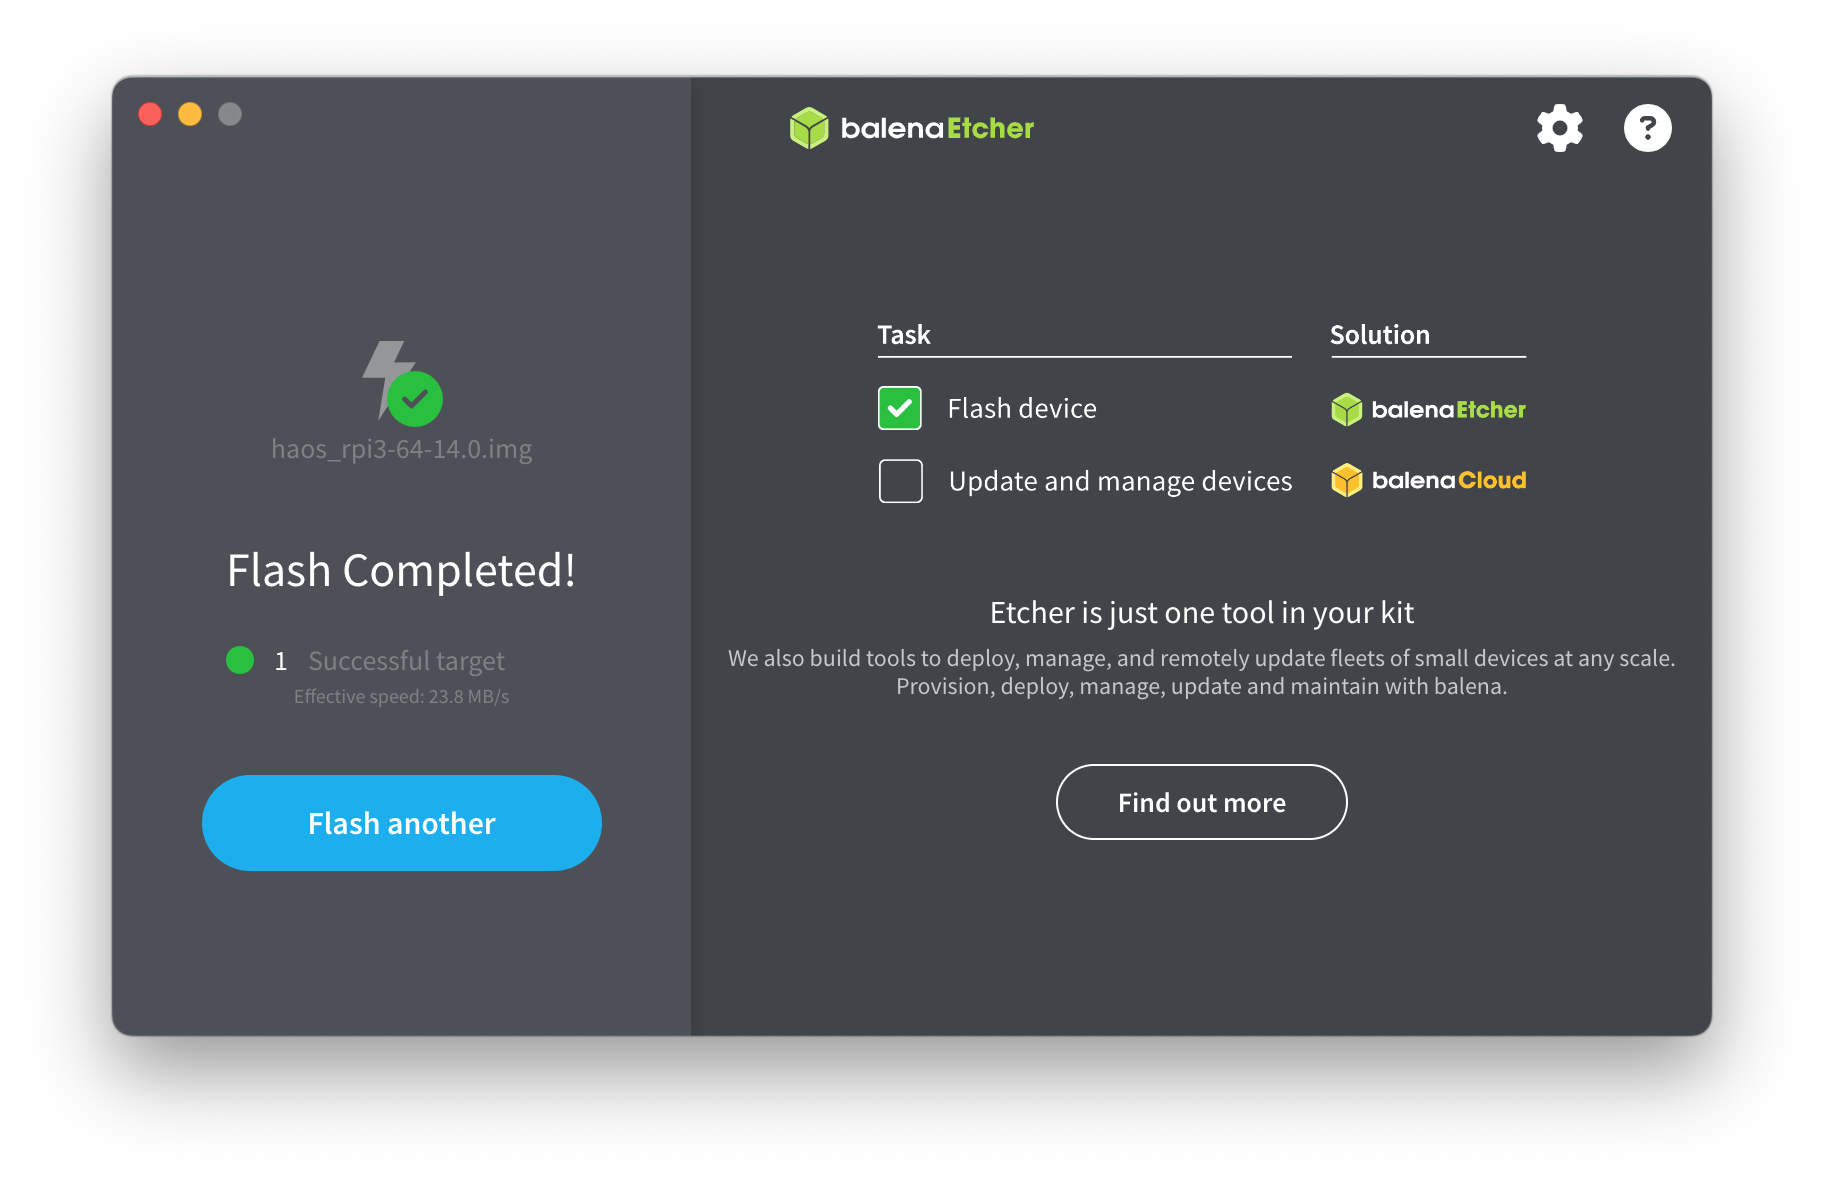 balenaEtcher
haos_rpi3-64-14.0.img
Flash Completed!
1 Successful target
Effective speed: 23.8 MB/s
Flash another
Task Solution
Flash device balenaEtcher
Update and manage devices balenaCloud
Etcher is just one tool in your kit
We also build tools to deploy, manage, and remotely update fleets of small devices at any scale.
Provision, deploy, manage, update and maintain with balena.
Find out more